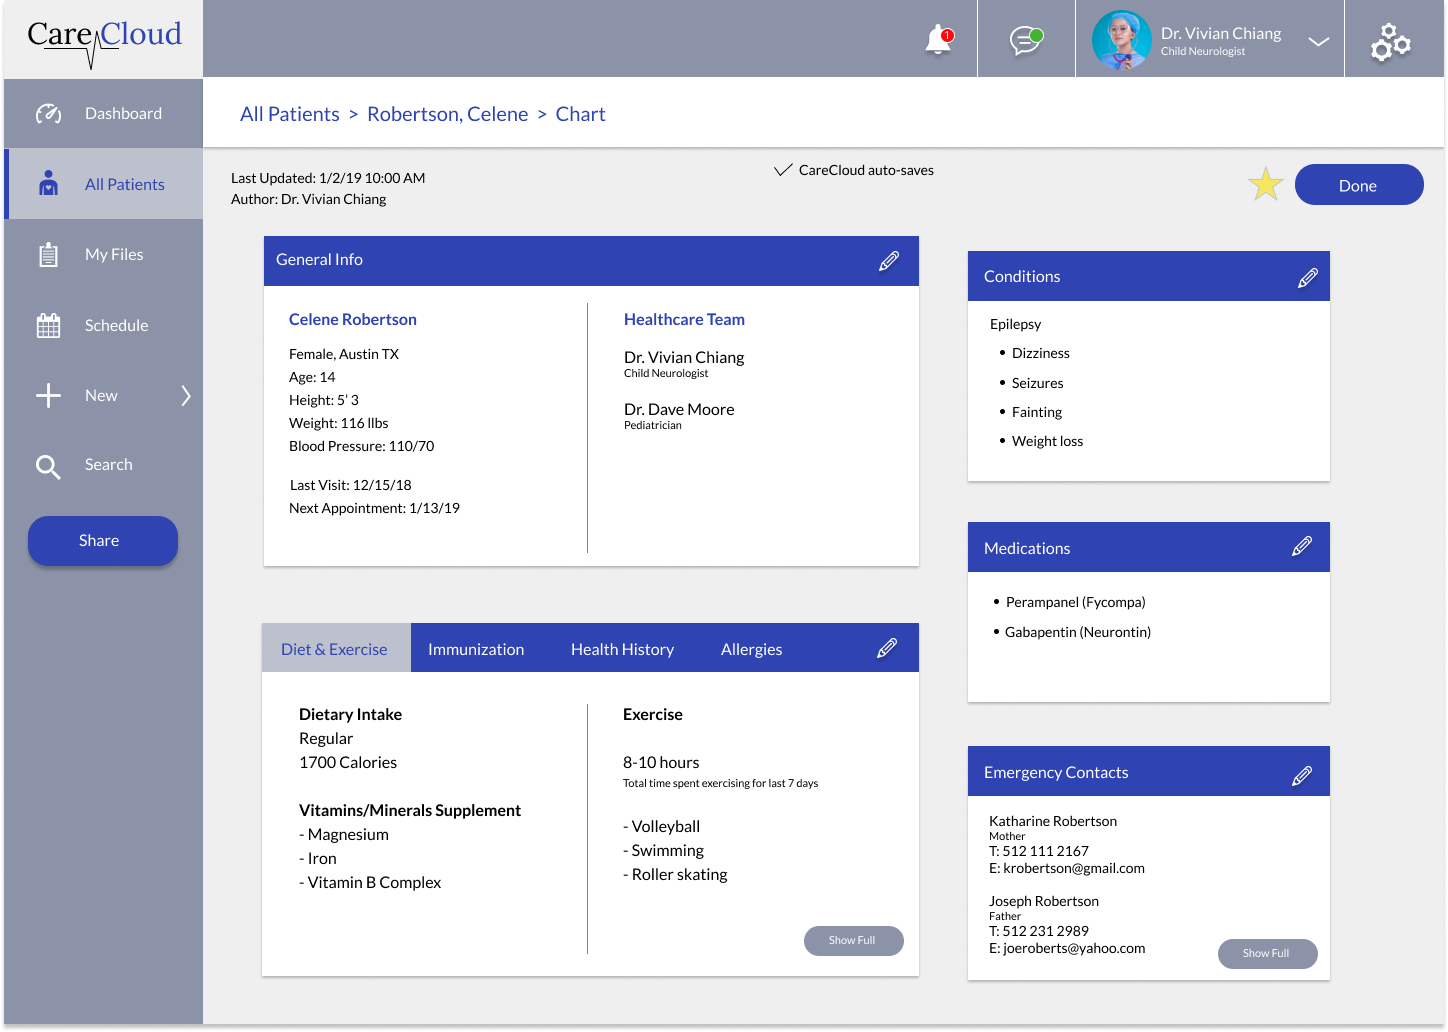 CareCloud
1
Dr. Vivian Chiang
Child Neurologist
Dashboard
All Patients
My Files
Schedule
New
Search
Share
All Patients > Robertson, Celene > Chart
Last Updated: 1/2/19 10:00 AM
Author: Dr. Vivian Chiang
CareCloud auto-saves
Done
General Info
Celene Robertson
Female, Austin TX
Age: 14
Height: 5’ 3
Weight: 116 llbs
Blood Pressure: 110/70
Last Visit: 12/15/18
Next Appointment: 1/13/19
Healthcare Team
Dr. Vivian Chiang
Child Neurologist
Dr. Dave Moore
Pediatrician
Conditions
Epilepsy
• Dizziness
• Seizures
• Fainting
• Weight loss
Medications
• Perampanel (Fycompa)
• Gabapentin (Neurontin)
Diet & Exercise Immunization Health History Allergies
Dietary Intake
Regular
1700 Calories
Vitamins/Minerals Supplement
- Magnesium
- Iron
- Vitamin B Complex
Exercise
8-10 hours
Total time spent exercising for last 7 days
- Volleyball
- Swimming
- Roller skating
Show Full
Emergency Contacts
Katharine Robertson
Mother
T: 512 111 2167
E: krobertson@gmail.com
Joseph Robertson
Father
T: 512 231 2989
E: joeroberts@yahoo.com
Show Full